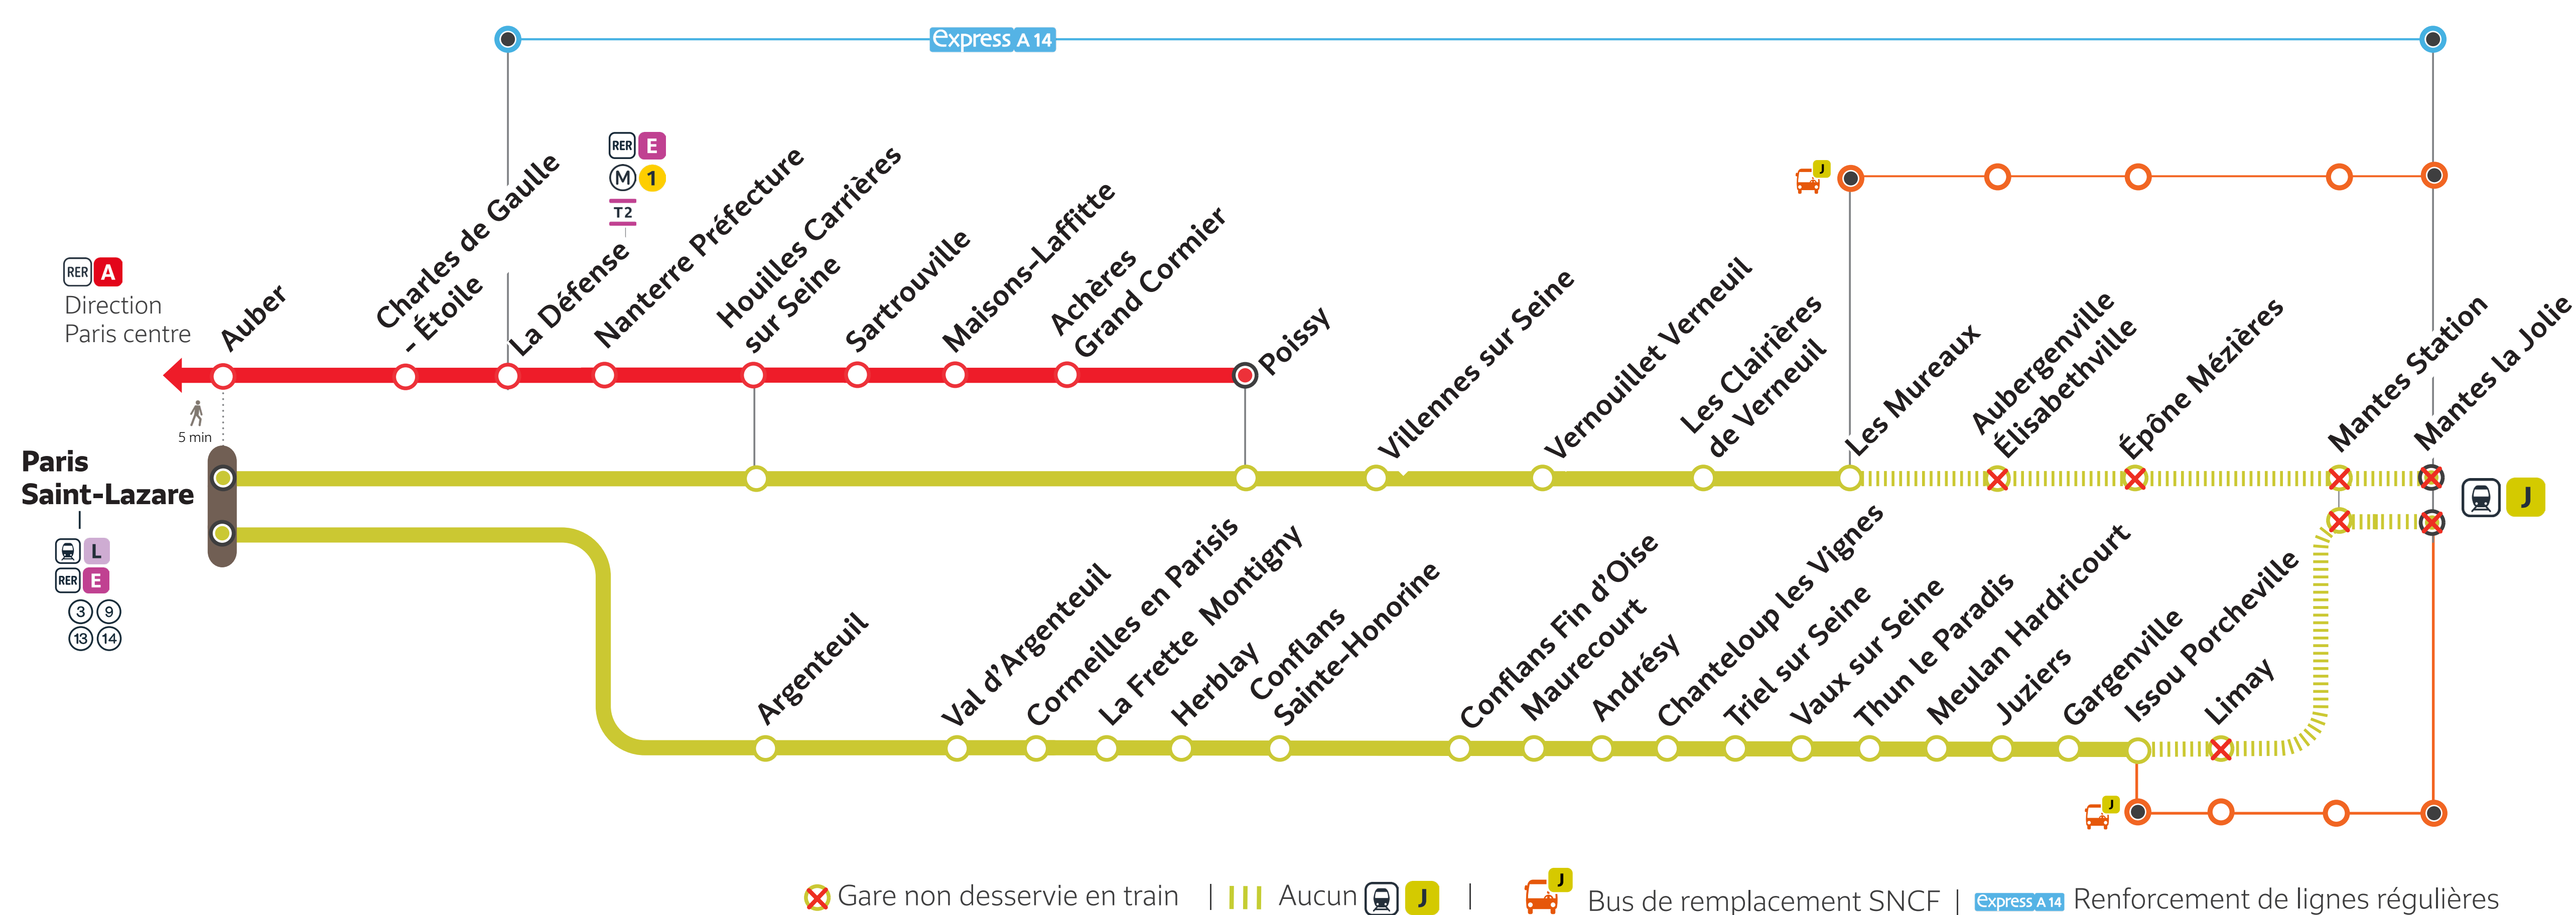 express A 14
RER E
M 1
T2
RER A
Direction
Paris centre
Auber
Charles de Gaulle
- Étoile
La Défense
Nanterre Préfecture
Houilles Carrières
sur Seine
Sartrouville
Maisons-Laffitte
Achères
Grand Cormier
Poissy
5 min
J
Villennes sur Seine
Vernouillet Verneuil
Les Clairières
de Verneuil
Les Mureaux
Aubergenville
Élisabethville
Épône Mézières
Mantes Station
Mantes la Jolie
J
Paris
Saint-Lazare
L
RER E
3 9
13 14
Argenteuil
Val d'Argenteuil
Cormeilles en Parisis
La Frette Montigny
Herblay
Conflans
Sainte-Honorine
Conflans Fin d'Oise
Maurecourt
Andrésy
Chanteloup les Vignes
Triel sur Seine
Vaux sur Seine
Thun le Paradis
Meulan Hardricourt
Juziers
Gargenville
Issou Porcheville
Limay
J
Gare non desservie en train | Aucun J | J Bus de remplacement SNCF | express A 14 Renforcement de lignes régulières